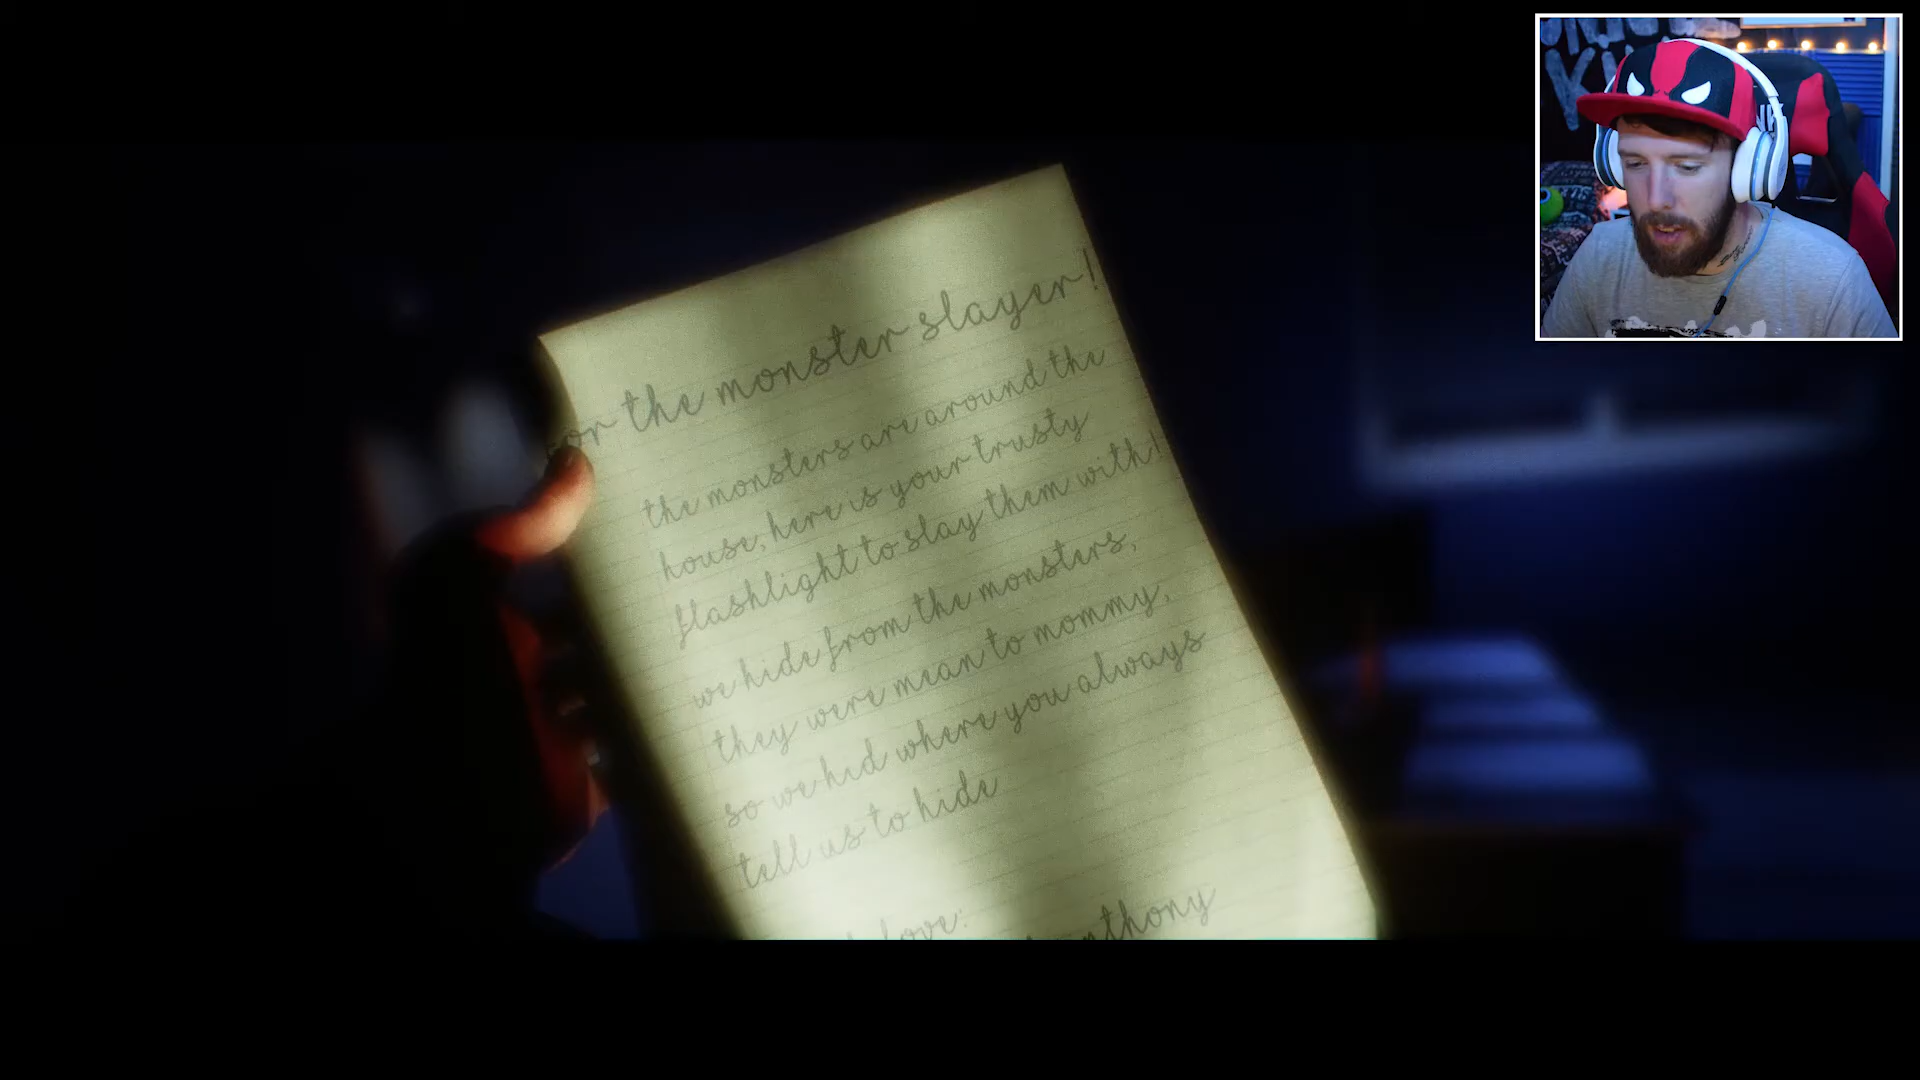 or the monster slayer!
the monsters are around the
house, here is your trusty
flashlight to slay them with!
we hide from the monsters,
they were mean to mommy,
so we hid where you always
tell us to hide
love:
nthony